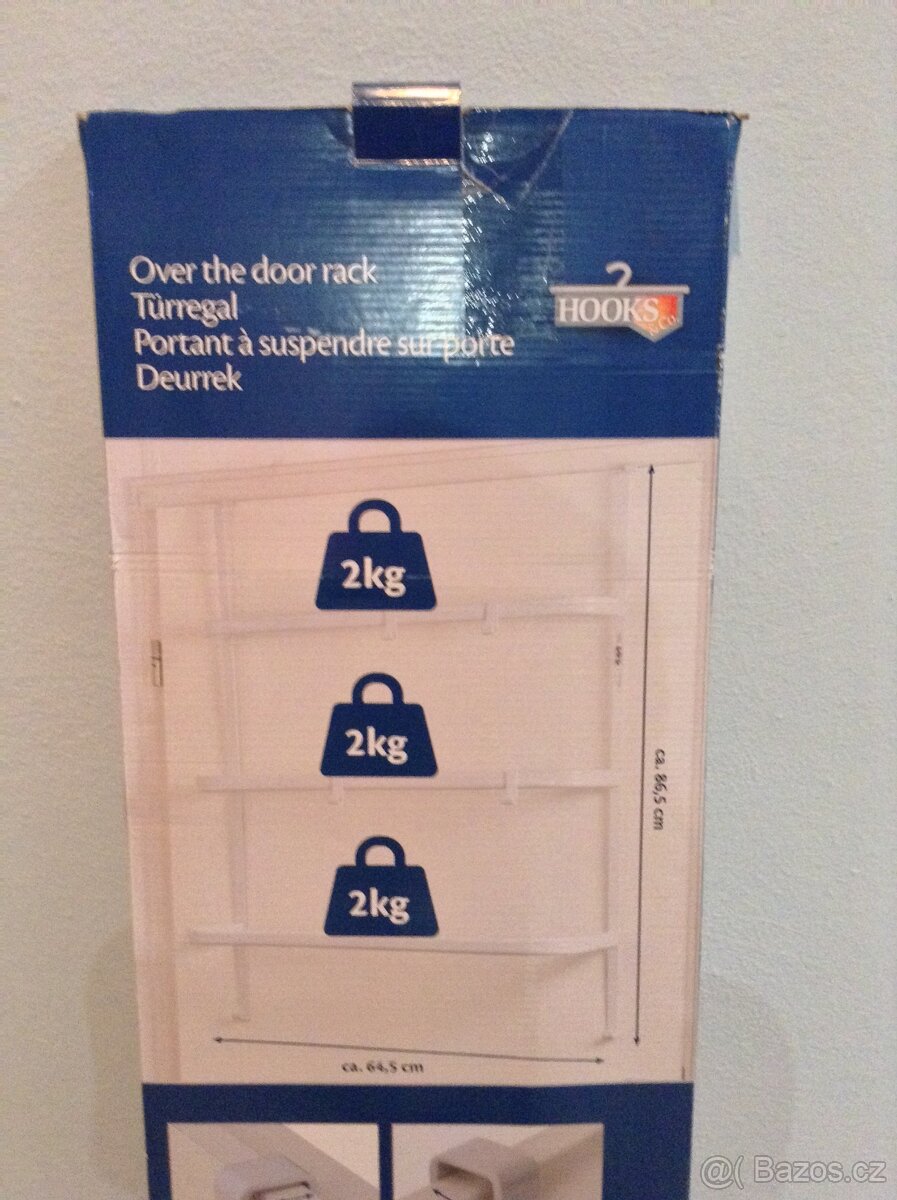 Over the door rack
Türregal
Portant à suspendre sur porte
Deurrek
HOOKS
& Co
2kg
2kg
2kg
ca. 86,5 cm
ca. 64,5 cm
@( Bazos.cz